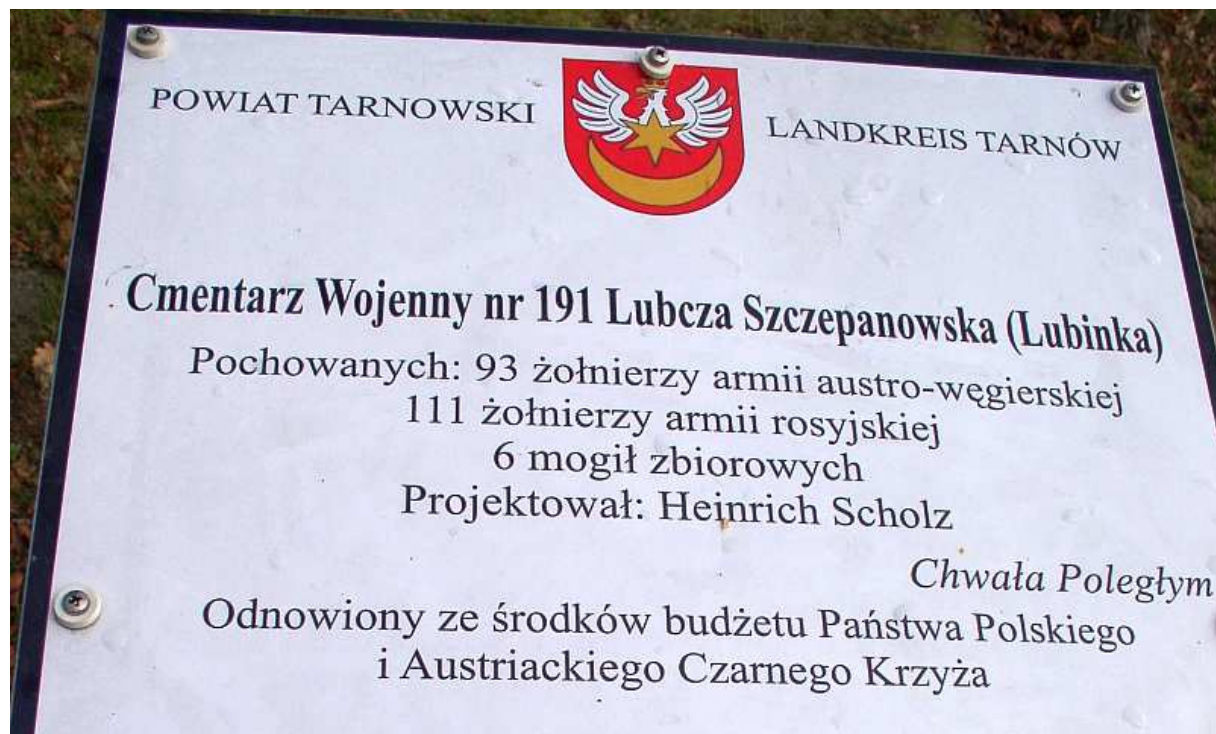 POWIAT TARNOWSKI
LANDKREIS TARNÓW
Cmentarz Wojenny nr 191 Lubcza Szczepanowska (Lubinka)
Pochowanych: 93 żołnierzy armii austro-węgierskiej
111 żołnierzy armii rosyjskiej
6 mogił zbiorowych
Projektował: Heinrich Scholz
Chwała Poległym
Odnowiony ze środków budżetu Państwa Polskiego
i Austriackiego Czarnego Krzyża